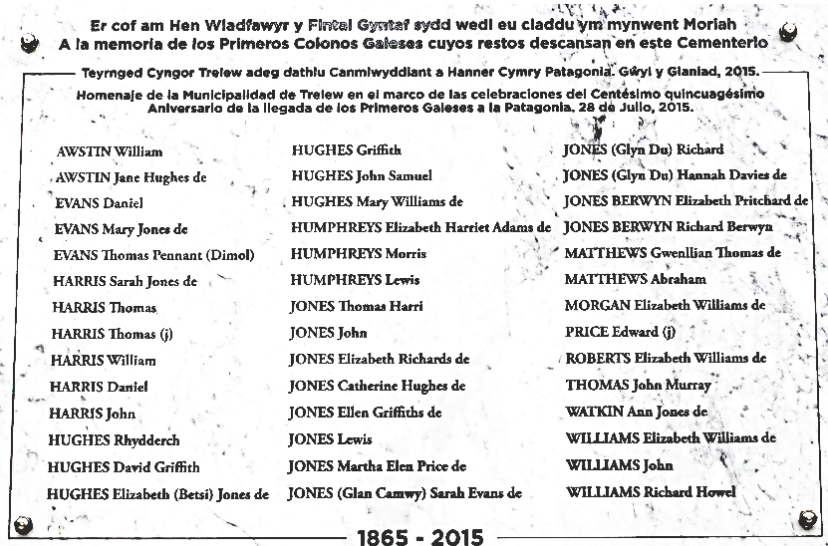 Er cof am Hen Wladfawyr y Fintai Gyntaf sydd wedi eu claddu ym mynwent Moriah
A la memoria de los Primeros Colonos Galeses cuyos restos descansan en este Cementerio
Teyrnged Cyngor Trelew adeg dathlu Canmlwyddiant a Hanner Cymry Patagonia. Gŵyl y Glaniad, 2015.
Homenaje de la Municipalidad de Trelew en el marco de las celebraciones del Centésimo quincuagésimo
Aniversario de la llegada de los Primeros Galeses a la Patagonia, 28 de Julio, 2015.
AWSTIN William
AWSTIN Jane Hughes de
EVANS Daniel
EVANS Mary Jones de
EVANS Thomas Pennant (Dimol)
HARRIS Sarah Jones de
HARRIS Thomas
HARRIS Thomas (j)
HARRIS William
HARRIS Daniel
HARRIS John
HUGHES Rhydderch
HUGHES David Griffith
HUGHES Elizabeth (Betsi) Jones de
HUGHES Griffith
HUGHES John Samuel
HUGHES Mary Williams de
HUMPHREYS Elizabeth Harriet Adams de
HUMPHREYS Morris
HUMPHREYS Lewis
JONES Thomas Harri
JONES John
JONES Elizabeth Richards de
JONES Catherine Hughes de
JONES Ellen Griffiths de
JONES Lewis
JONES Martha Elen Price de
JONES (Glan Camwy) Sarah Evans de
JONES (Glyn Du) Richard
JONES (Glyn Du) Hannah Davies de
JONES BERWYN Elizabeth Pritchard de
JONES BERWYN Richard Berwyn
MATTHEWS Gwenllian Thomas de
MATTHEWS Abraham
MORGAN Elizabeth Williams de
PRICE Edward (j)
ROBERTS Elizabeth Williams de
THOMAS John Murray
WATKIN Ann Jones de
WILLIAMS Elizabeth Williams de
WILLIAMS John
WILLIAMS Richard Howel
1865 - 2015